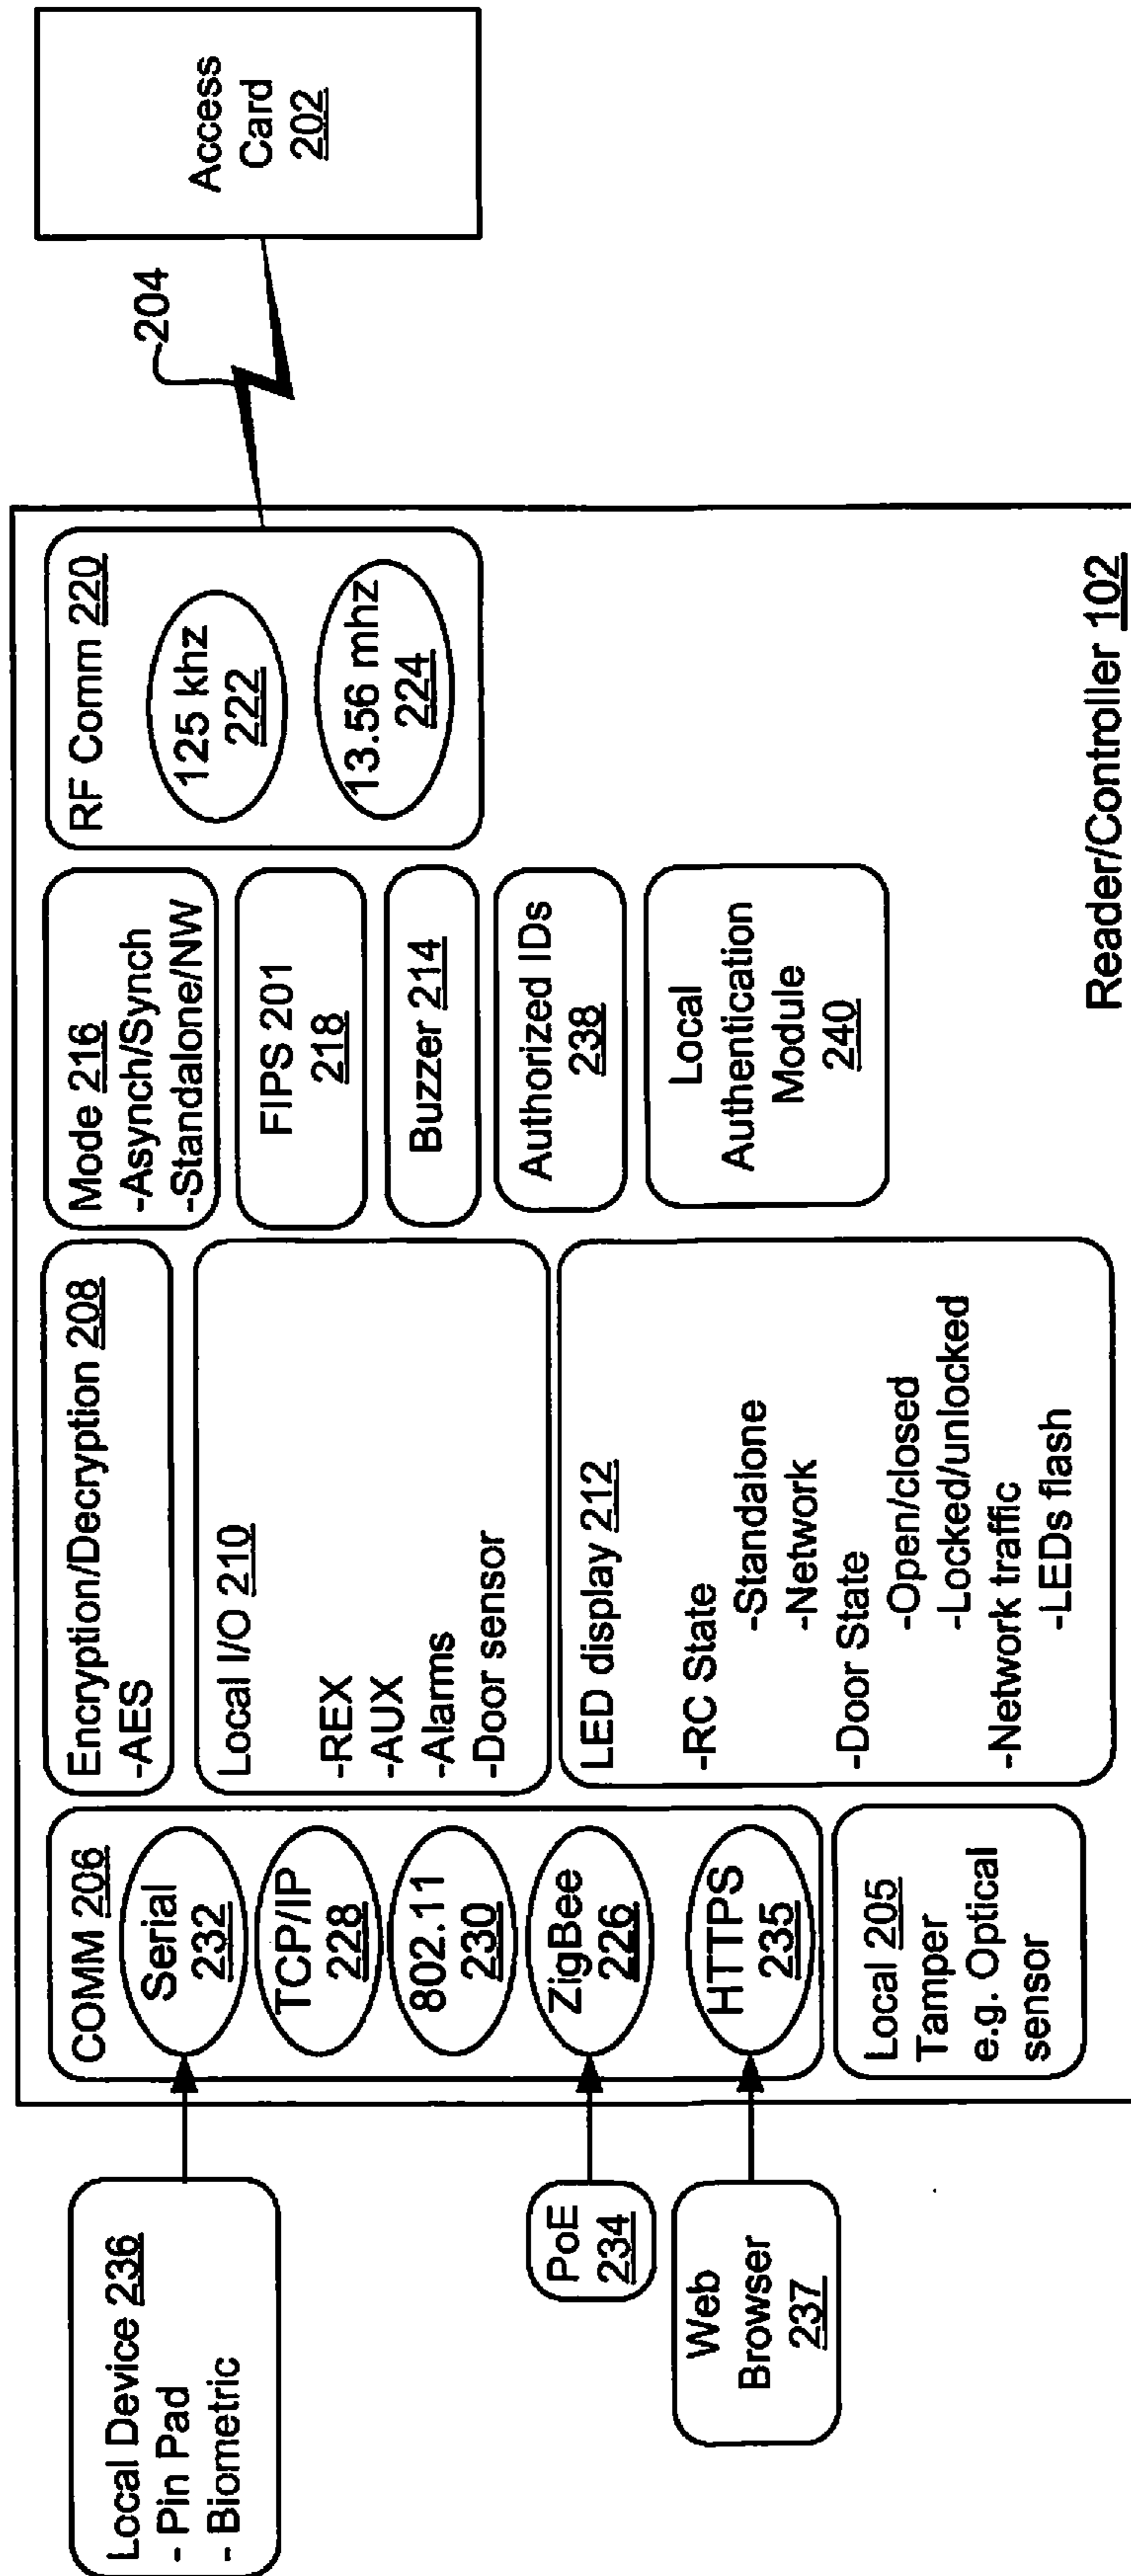 Local Device 236
- Pin Pad
- Biometric
PoE
234
Web
Browser
237
COMM 206
Serial
232
TCP/IP
228
802.11
230
ZigBee
226
HTTPS
235
Local 205
Tamper
e.g. Optical
sensor
Encryption/Decryption 208
-AES
Local I/O 210
-REX
-AUX
-Alarms
-Door sensor
LED display 212
-RC State
-Standalone
-Network
-Door State
-Open/closed
-Locked/unlocked
-Network traffic
-LEDs flash
Mode 216
-Asynch/Synch
-Standalone/NW
FIPS 201
218
Buzzer 214
Authorized IDs
238
Local
Authentication
Module
240
RF Comm 220
125 khz
222
13.56 mhz
224
Reader/Controller 102
204
Access
Card
202